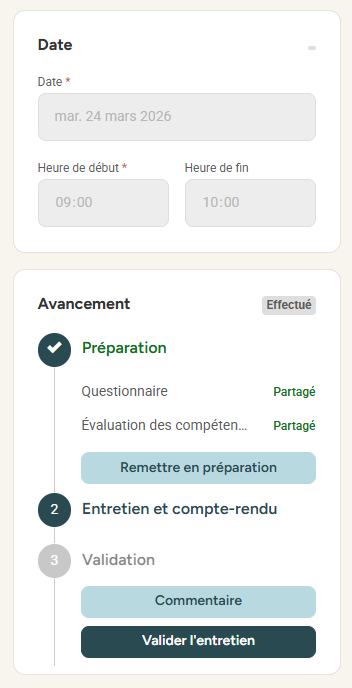 Date
Date *
mar. 24 mars 2026
Heure de début * Heure de fin
09:00 10:00
Avancement Effectué
Préparation
Questionnaire Partagé
Évaluation des compéten... Partagé
Remettre en préparation
2 Entretien et compte-rendu
3 Validation
Commentaire
Valider l'entretien